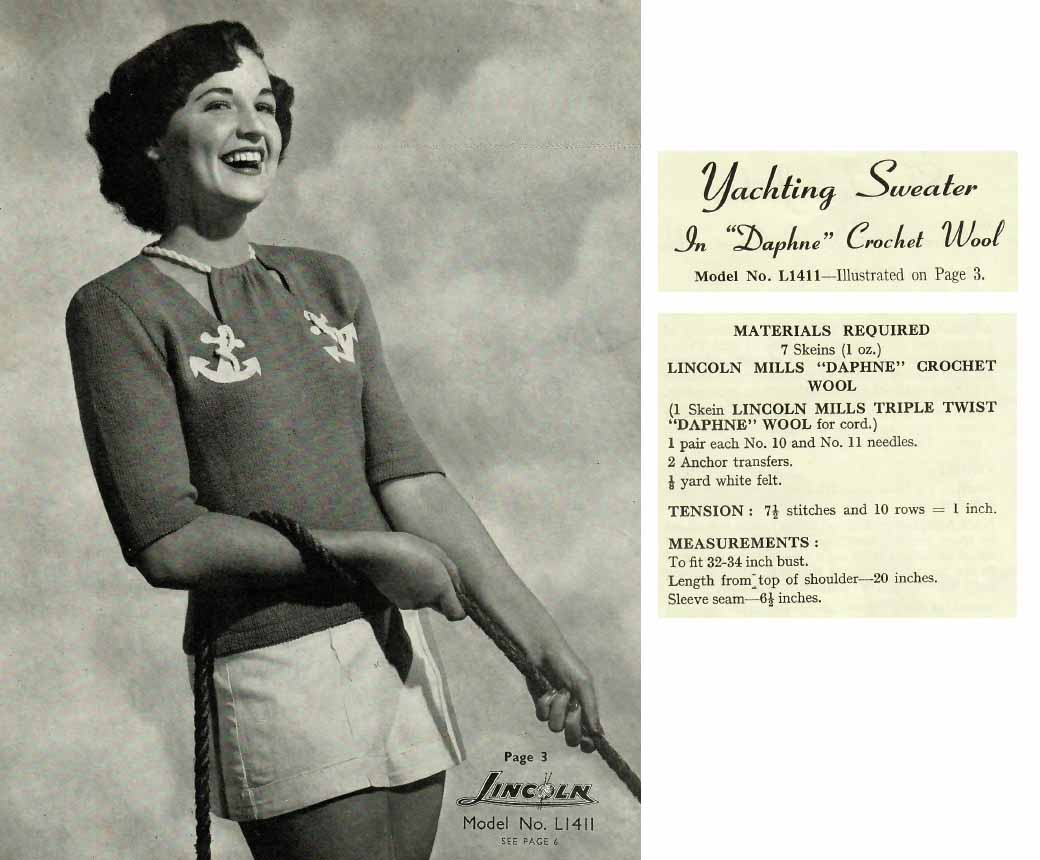 Page 3
LINCOLN
Model No. L1411
SEE PAGE 6
Yachting Sweater
In "Daphne" Crochet Wool
Model No. L1411—Illustrated on Page 3.
MATERIALS REQUIRED
7 Skeins (1 oz.)
LINCOLN MILLS "DAPHNE" CROCHET
WOOL
(1 Skein LINCOLN MILLS TRIPLE TWIST
"DAPHNE" WOOL for cord.)
1 pair each No. 10 and No. 11 needles.
2 Anchor transfers.
⅛ yard white felt.
TENSION : 7½ stitches and 10 rows = 1 inch.
MEASUREMENTS :
To fit 32-34 inch bust.
Length from top of shoulder—20 inches.
Sleeve seam—6½ inches.